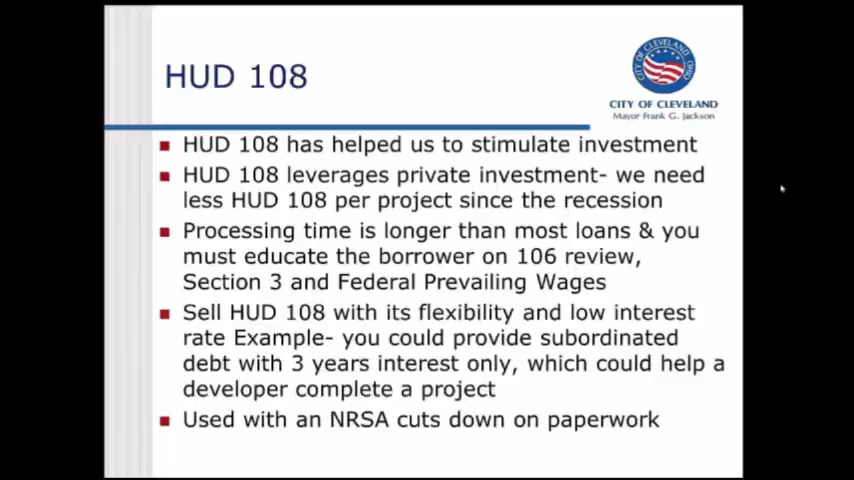 HUD 108
CITY OF CLEVELAND
OHIO
CITY OF CLEVELAND
Mayor Frank G. Jackson
HUD 108 has helped us to stimulate investment
HUD 108 leverages private investment- we need
less HUD 108 per project since the recession
Processing time is longer than most loans & you
must educate the borrower on 106 review,
Section 3 and Federal Prevailing Wages
Sell HUD 108 with its flexibility and low interest
rate Example- you could provide subordinated
debt with 3 years interest only, which could help a
developer complete a project
Used with an NRSA cuts down on paperwork